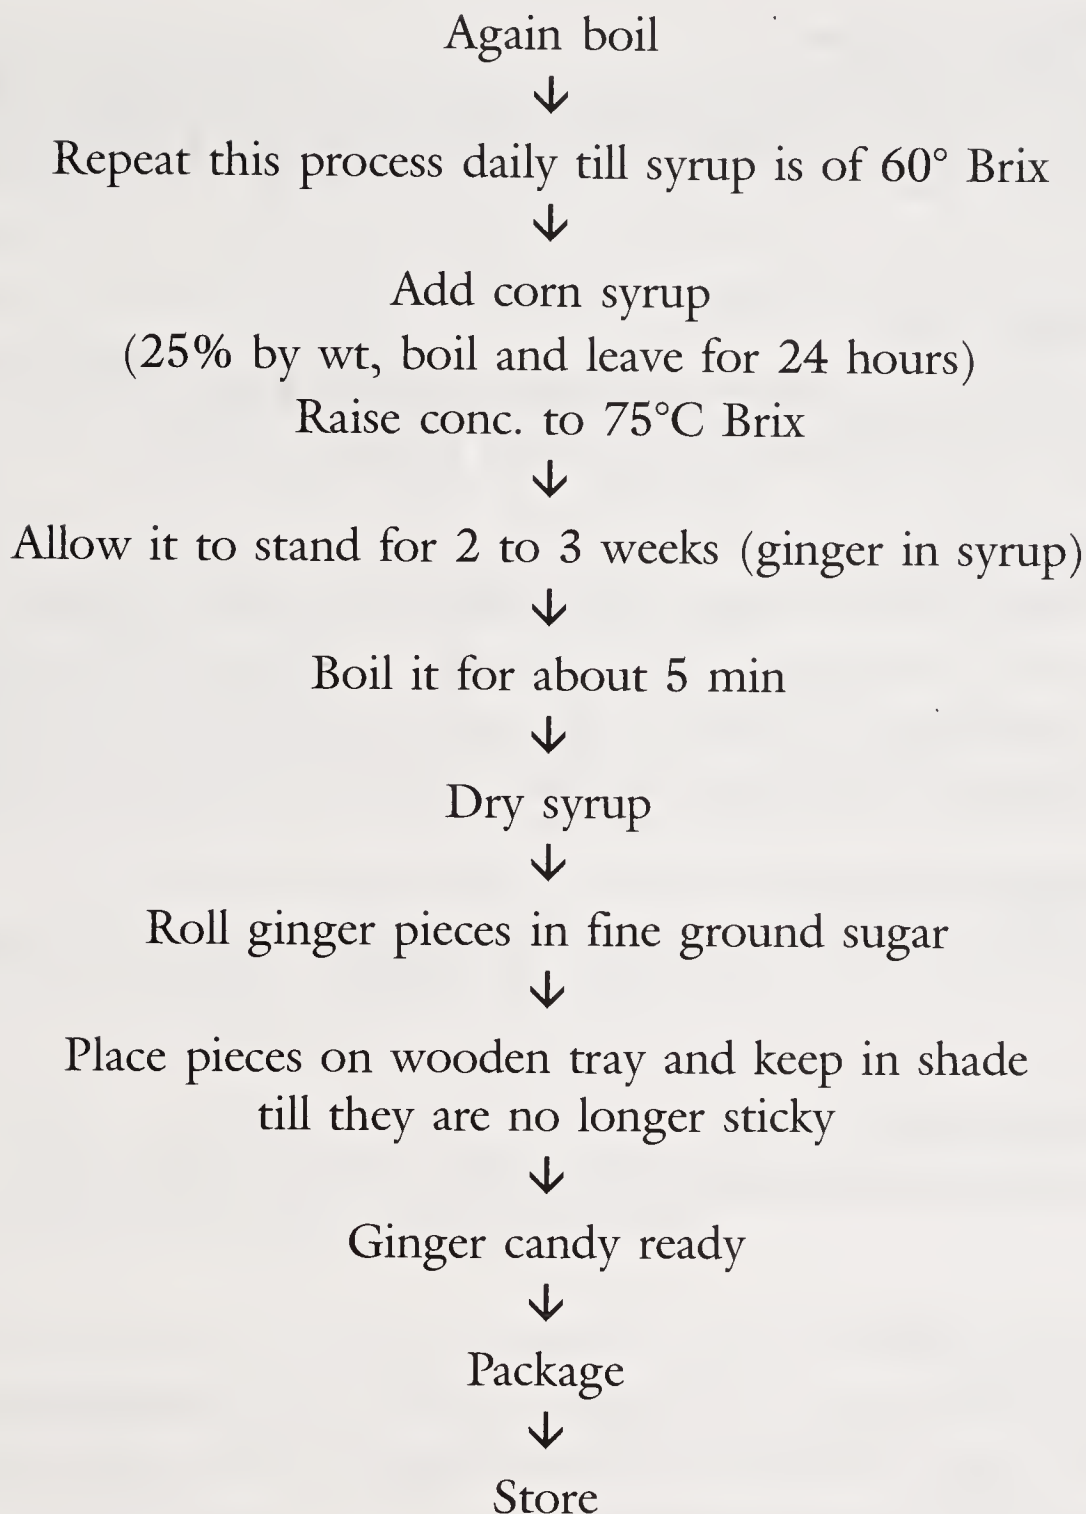 Again boil
↓
Repeat this process daily till syrup is of 60° Brix
↓
Add corn syrup
(25% by wt, boil and leave for 24 hours)
Raise conc. to 75°C Brix
↓
Allow it to stand for 2 to 3 weeks (ginger in syrup)
↓
Boil it for about 5 min
↓
Dry syrup
↓
Roll ginger pieces in fine ground sugar
↓
Place pieces on wooden tray and keep in shade
till they are no longer sticky
↓
Ginger candy ready
↓
Package
↓
Store